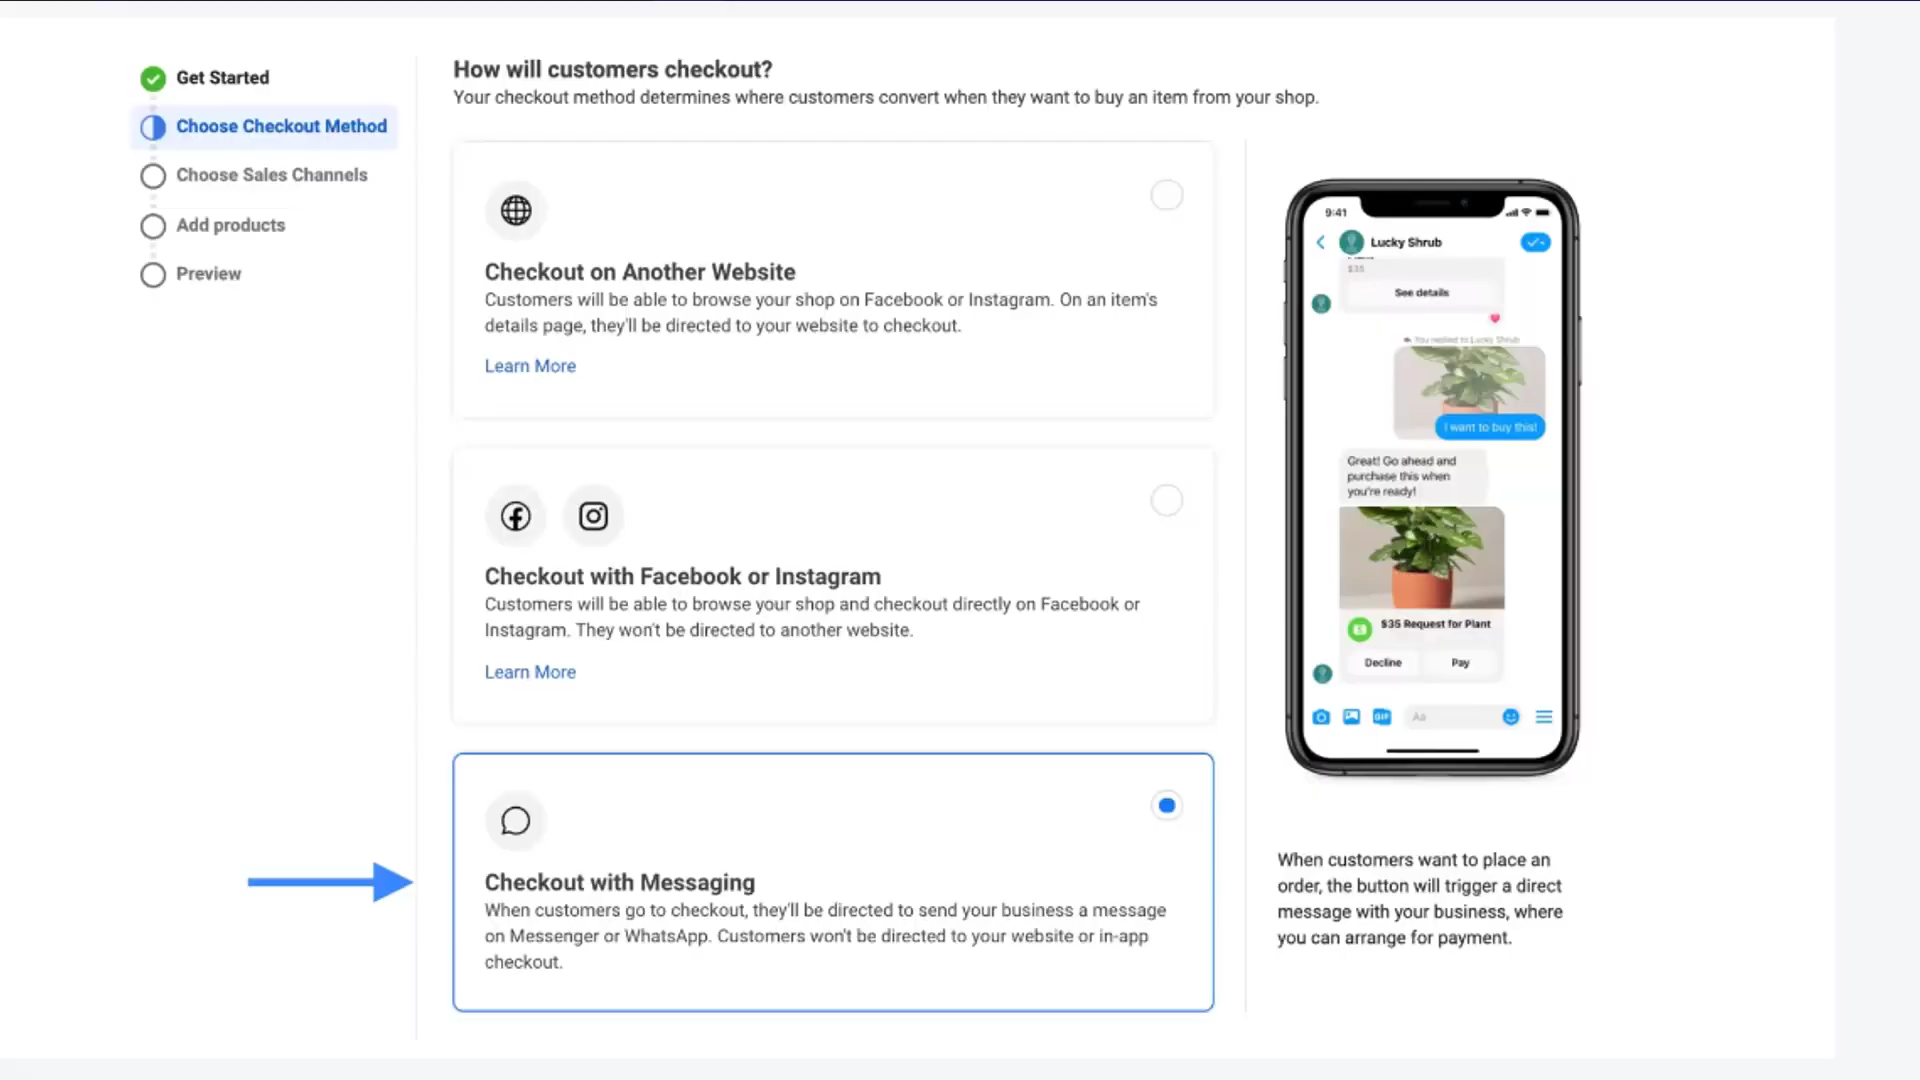 Get Started
Choose Checkout Method
Choose Sales Channels
Add products
Preview
How will customers checkout?
Your checkout method determines where customers convert when they want to buy an item from your shop.
Checkout on Another Website
Customers will be able to browse your shop on Facebook or Instagram. On an item's
details page, they'll be directed to your website to checkout.
Learn More
Checkout with Facebook or Instagram
Customers will be able to browse your shop and checkout directly on Facebook or
Instagram. They won't be directed to another website.
Learn More
Checkout with Messaging
When customers go to checkout, they'll be directed to send your business a message
on Messenger or WhatsApp. Customers won't be directed to your website or in-app
checkout.
9:41
Lucky Shrub
$35
See details
You replied to Lucky Shrub
I want to buy this!
Great! Go ahead and
purchase this when
you're ready!
$35 Request for Plant
Decline
Pay
GIF
Aa
When customers want to place an
order, the button will trigger a direct
message with your business, where
you can arrange for payment.